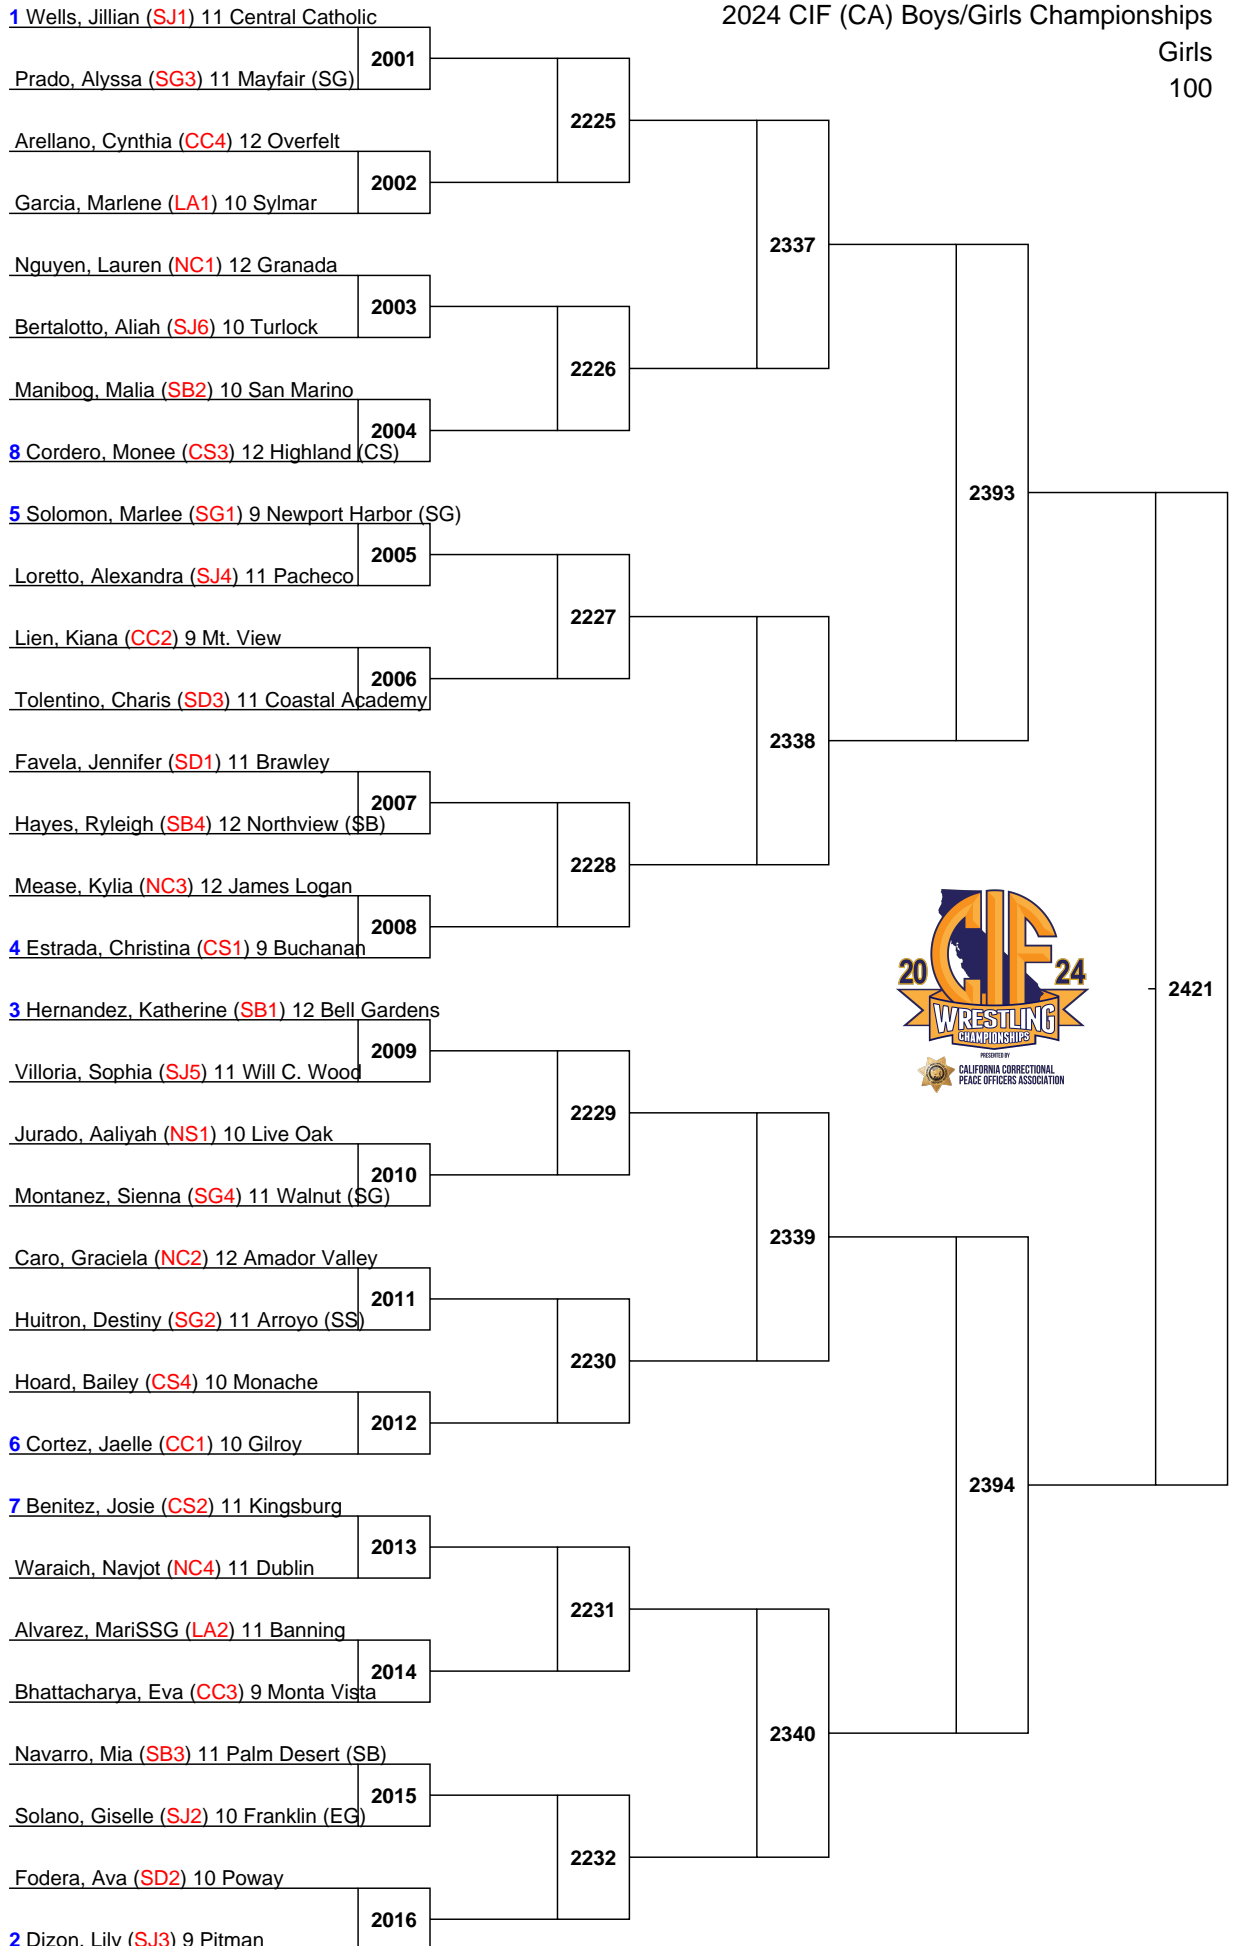 2024 CIF (CA) Boys/Girls Championships
Girls
100
1 Wells, Jillian (SJ1) 11 Central Catholic
2001
Prado, Alyssa (SG3) 11 Mayfair (SG)
2225
Arellano, Cynthia (CC4) 12 Overfelt
2002
Garcia, Marlene (LA1) 10 Sylmar
2337
Nguyen, Lauren (NC1) 12 Granada
2003
Bertalotto, Aliah (SJ6) 10 Turlock
2226
Manibog, Malia (SB2) 10 San Marino
2004
8 Cordero, Monee (CS3) 12 Highland (CS)
2393
5 Solomon, Marlee (SG1) 9 Newport Harbor (SG)
2005
Loretto, Alexandra (SJ4) 11 Pacheco
2227
Lien, Kiana (CC2) 9 Mt. View
2006
Tolentino, Charis (SD3) 11 Coastal Academy
2338
Favela, Jennifer (SD1) 11 Brawley
2007
Hayes, Ryleigh (SB4) 12 Northview (SB)
2228
Mease, Kylia (NC3) 12 James Logan
2008
4 Estrada, Christina (CS1) 9 Buchanan
CIF
20 24
WRESTLING
CHAMPIONSHIPS
PRESENTED BY
CALIFORNIA CORRECTIONAL
PEACE OFFICERS ASSOCIATION
2421
3 Hernandez, Katherine (SB1) 12 Bell Gardens
2009
Villoria, Sophia (SJ5) 11 Will C. Wood
2229
Jurado, Aaliyah (NS1) 10 Live Oak
2010
Montanez, Sienna (SG4) 11 Walnut (SG)
2339
Caro, Graciela (NC2) 12 Amador Valley
2011
Huitron, Destiny (SG2) 11 Arroyo (SS)
2230
Hoard, Bailey (CS4) 10 Monache
2012
6 Cortez, Jaelle (CC1) 10 Gilroy
2394
7 Benitez, Josie (CS2) 11 Kingsburg
2013
Waraich, Navjot (NC4) 11 Dublin
2231
Alvarez, MariSSG (LA2) 11 Banning
2014
Bhattacharya, Eva (CC3) 9 Monta Vista
2340
Navarro, Mia (SB3) 11 Palm Desert (SB)
2015
Solano, Giselle (SJ2) 10 Franklin (EG)
2232
Fodera, Ava (SD2) 10 Poway
2016
2 Dizon, Lily (SJ3) 9 Pitman